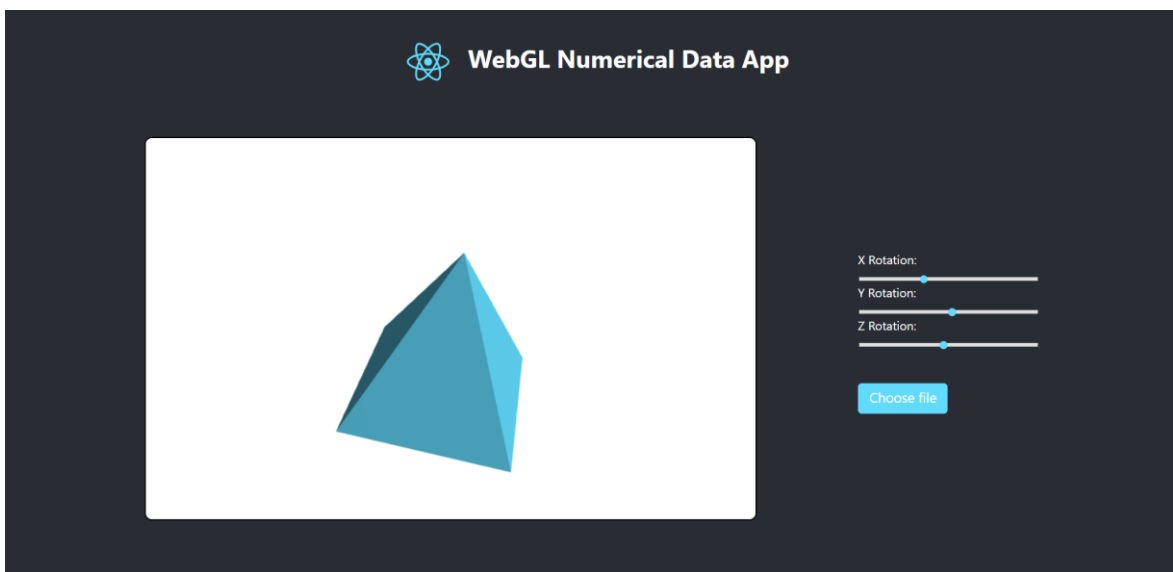 WebGL Numerical Data App
X Rotation:
Y Rotation:
Z Rotation:
Choose file